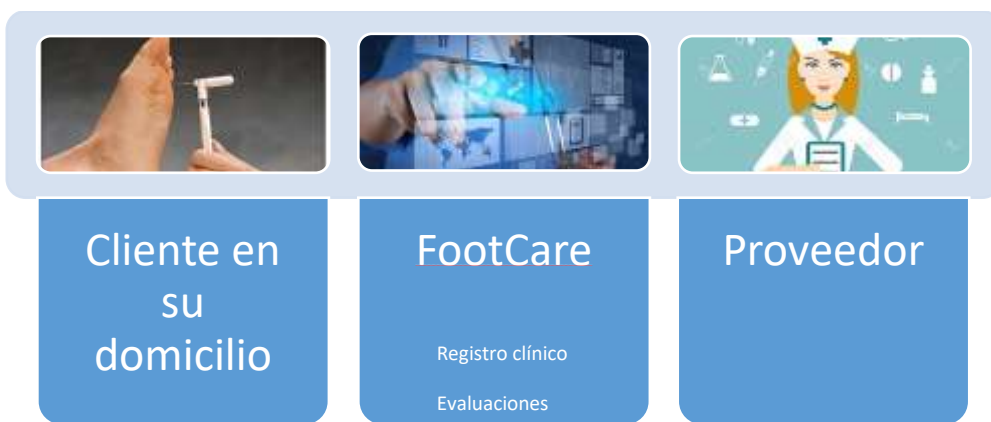 Cliente en
su
domicilio
FootCare
Registro clínico
Evaluaciones
Proveedor